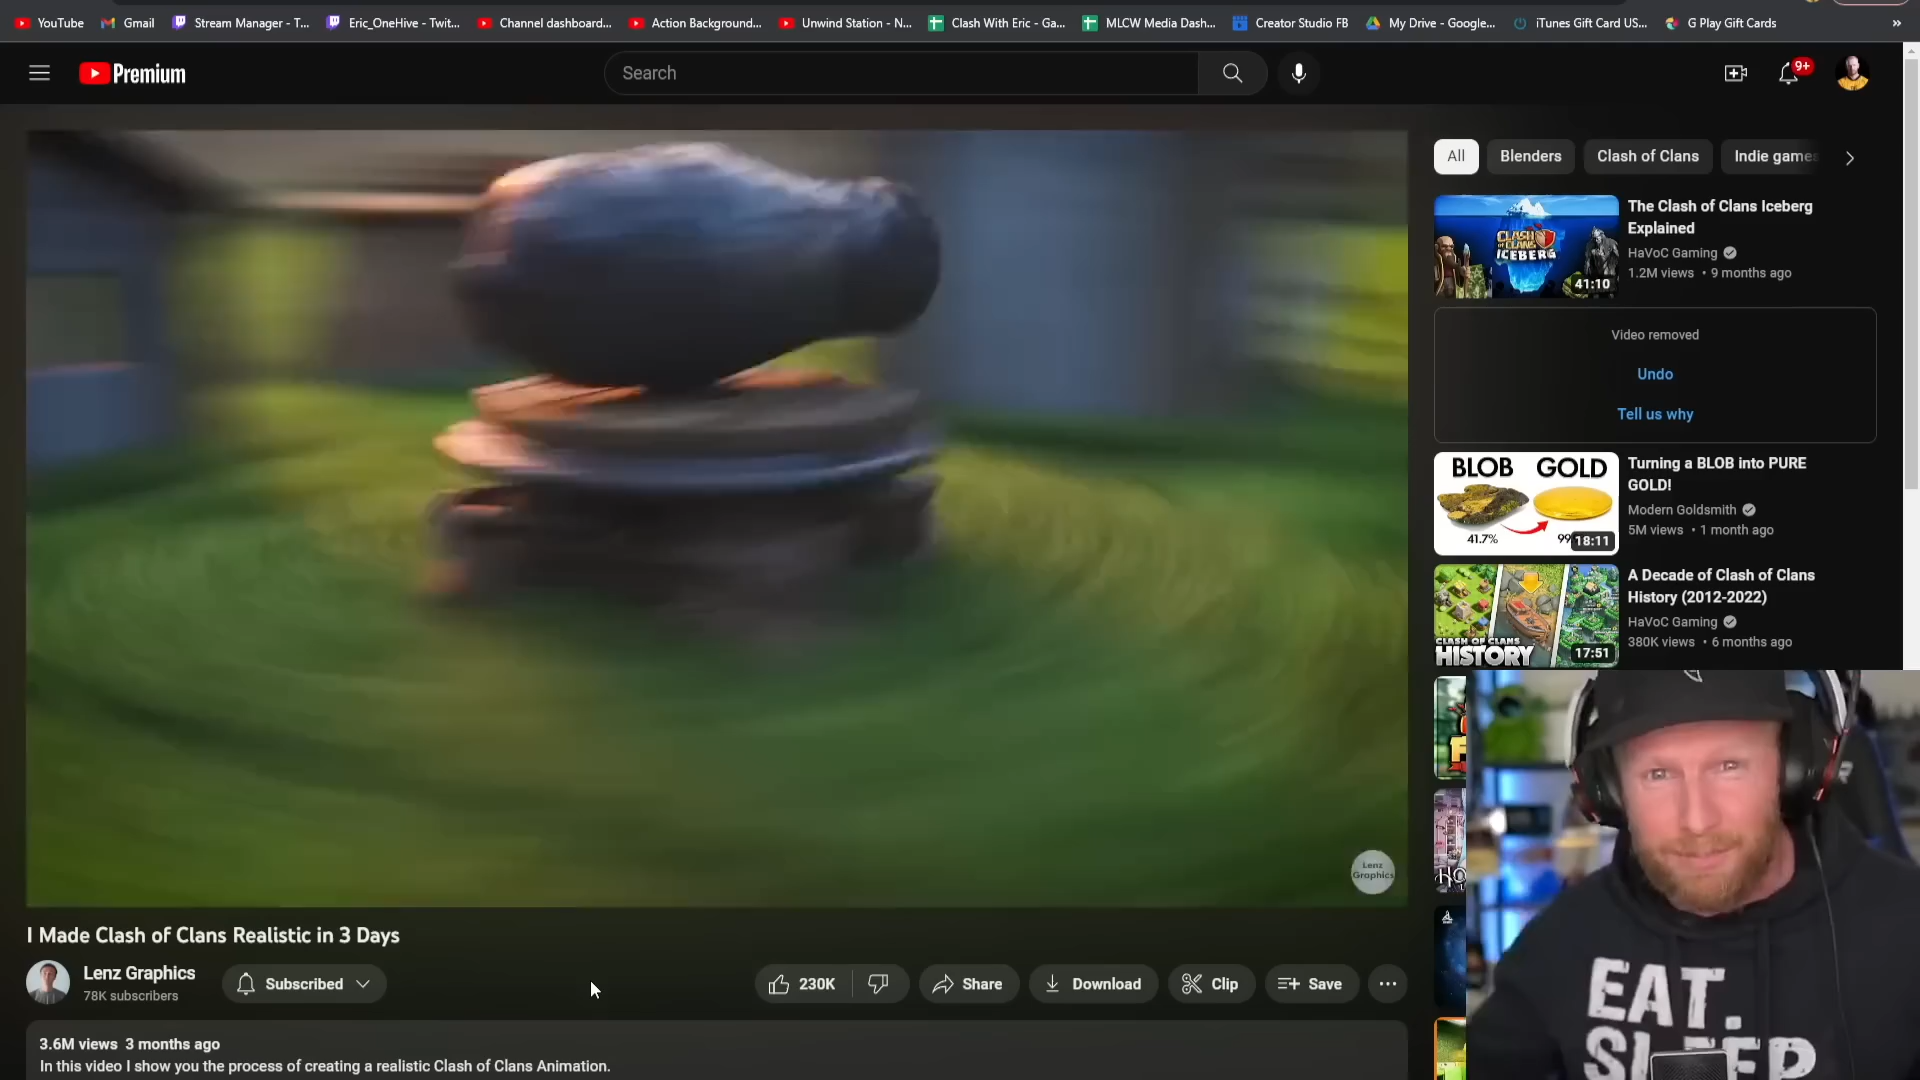 YouTube
Gmail
Stream Manager - T...
Eric_OneHive - Twit...
Channel dashboard...
Action Background...
Unwind Station - N...
Clash With Eric - Ga...
MLCW Media Dash...
Creator Studio FB
My Drive - Google...
iTunes Gift Card US...
G Play Gift Cards
»
Premium
Search
9+
All
Blenders
Clash of Clans
Indie games
CLASH OF CLANS
ICEBERG
41:10
The Clash of Clans Iceberg
Explained
HaVoC Gaming
1.2M views • 9 months ago
Video removed
Undo
Tell us why
BLOB GOLD
41.7%
99
18:11
Turning a BLOB into PURE
GOLD!
Modern Goldsmith
5M views • 1 month ago
CLASH OF CLANS
HISTORY
17:51
A Decade of Clash of Clans
History (2012-2022)
HaVoC Gaming
380K views • 6 months ago
Lenz
Graphics
I Made Clash of Clans Realistic in 3 Days
Lenz Graphics
78K subscribers
Subscribed
230K
Share
Download
Clip
Save
3.6M views 3 months ago
In this video I show you the process of creating a realistic Clash of Clans Animation.
EAT.
SLEEP